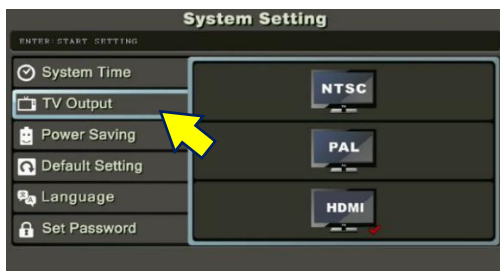 System Setting
ENTER:START SETTING
System Time
TV Output
Power Saving
Default Setting
Language
Set Password
NTSC
PAL
HDMI